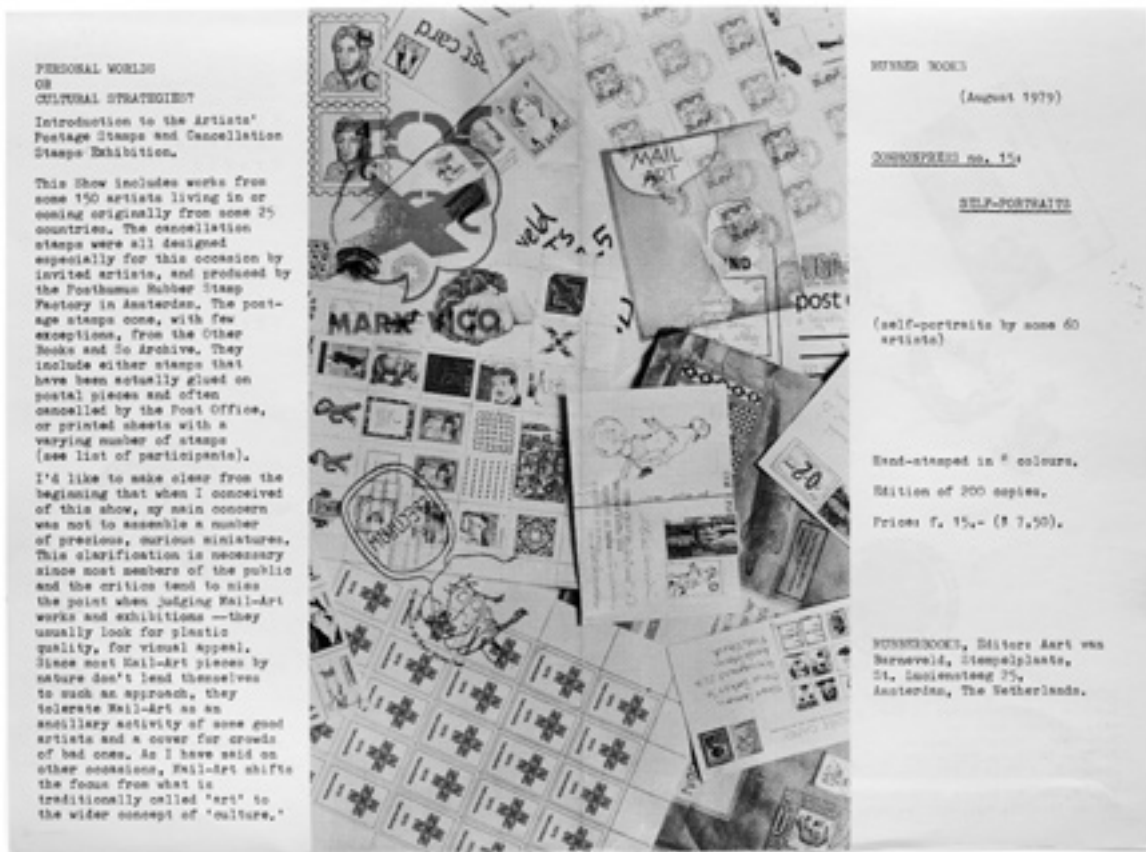 PERSONAL WORLDS
OR
CULTURAL STRATEGIES?
Introduction to the Artists'
Postage Stamps and Cancellation
Stamps Exhibition.
This Show includes works from
some 150 artists living in or
coming originally from some 25
countries. The cancellation
stamps were all designed
especially for this occasion by
invited artists, and produced by
the Posthumus Rubber Stamp
Factory in Amsterdam. The post-
age stamps come, with few
exceptions, from the Other
Books and So Archive. They
include either stamps that
have been actually glued on
postal pieces and often
cancelled by the Post Office,
or printed sheets with a
varying number of stamps
(see list of participants).
I'd like to make clear from the
beginning that when I conceived
of this show, my main concern
was not to assemble a number
of precious, curious miniatures.
This clarification is necessary
since most members of the public
and the critics tend to miss
the point when judging Mail-Art
works and exhibitions --they
usually look for plastic
quality, for visual appeal.
Since most Mail-Art pieces by
nature don't lend themselves
to such an approach, they
tolerate Mail-Art as an
ancillary activity of some good
artists and a cover for crowds
of bad ones. As I have said on
other occasions, Mail-Art shifts
the focus from what is
traditionally called "art" to
the wider concept of "culture."
post card
MAIL
ART
post
MARK VIGO
RUBBER BOOKS
(August 1979)
COMMONPRESS no. 15:
SELF-PORTRAITS
(self-portraits by some 60
artists)
Hand-stamped in colours.
Edition of 200 copies.
Price: f. 15.- ($ 7,50).
RUBBERBOOKS, Editor: Aart van
Barneveld, Stempelplaats,
St. Luciensteeg 25,
Amsterdam, The Netherlands.